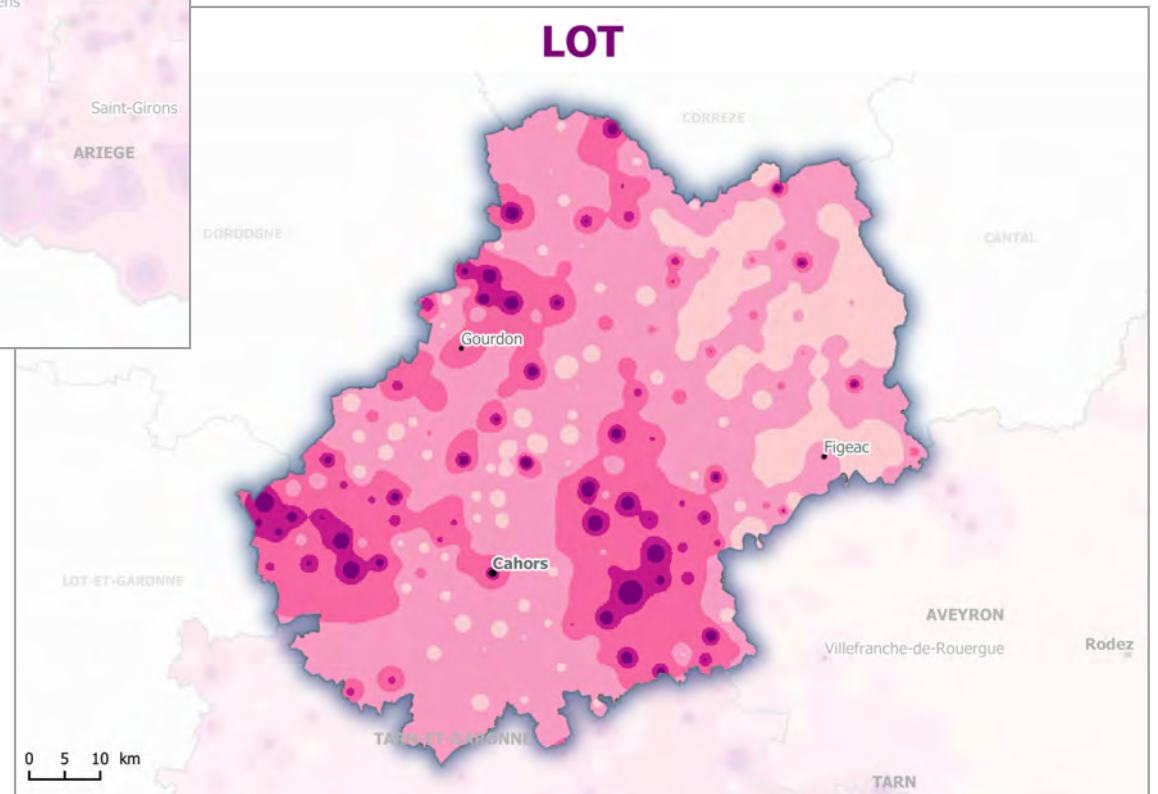 ens
LOT
Saint-Girons
CORREZE
ARIEGE
DORDOGNE
CANTAL
Gourdon
Figeac
Cahors
LOT-ET-GARONNE
AVEYRON
Villefranche-de-Rouergue
Rodez
TARN-ET-GARONNE
0 5 10 km
TARN